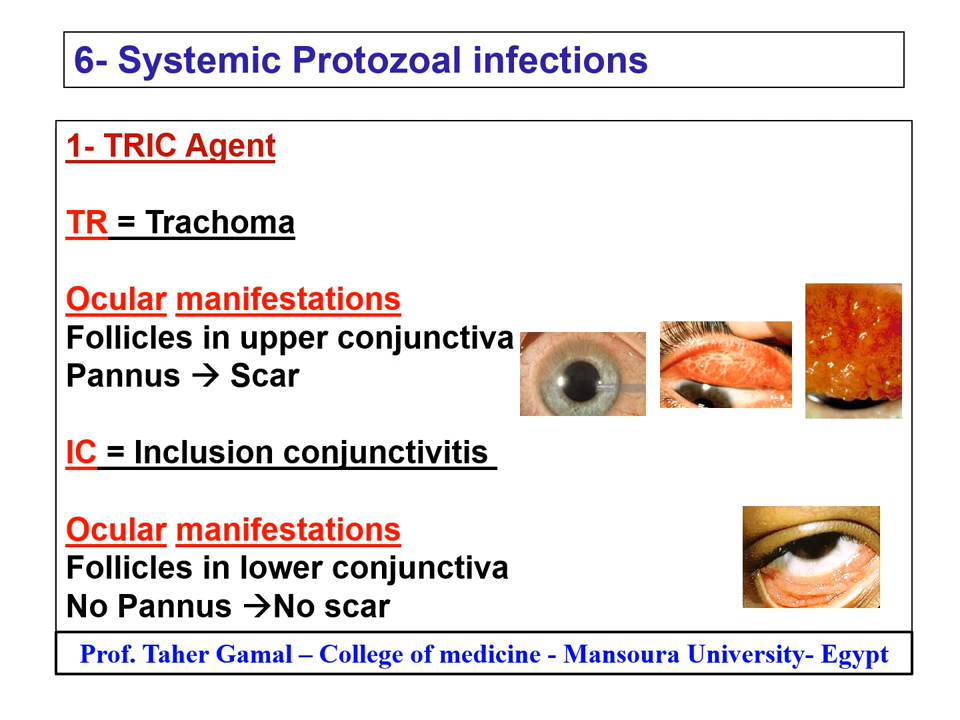 6- Systemic Protozoal infections
1- TRIC Agent
TR = Trachoma
Ocular manifestations
Follicles in upper conjunctiva
Pannus → Scar
IC = Inclusion conjunctivitis
Ocular manifestations
Follicles in lower conjunctiva
No Pannus →No scar
Prof. Taher Gamal – College of medicine - Mansoura University- Egypt